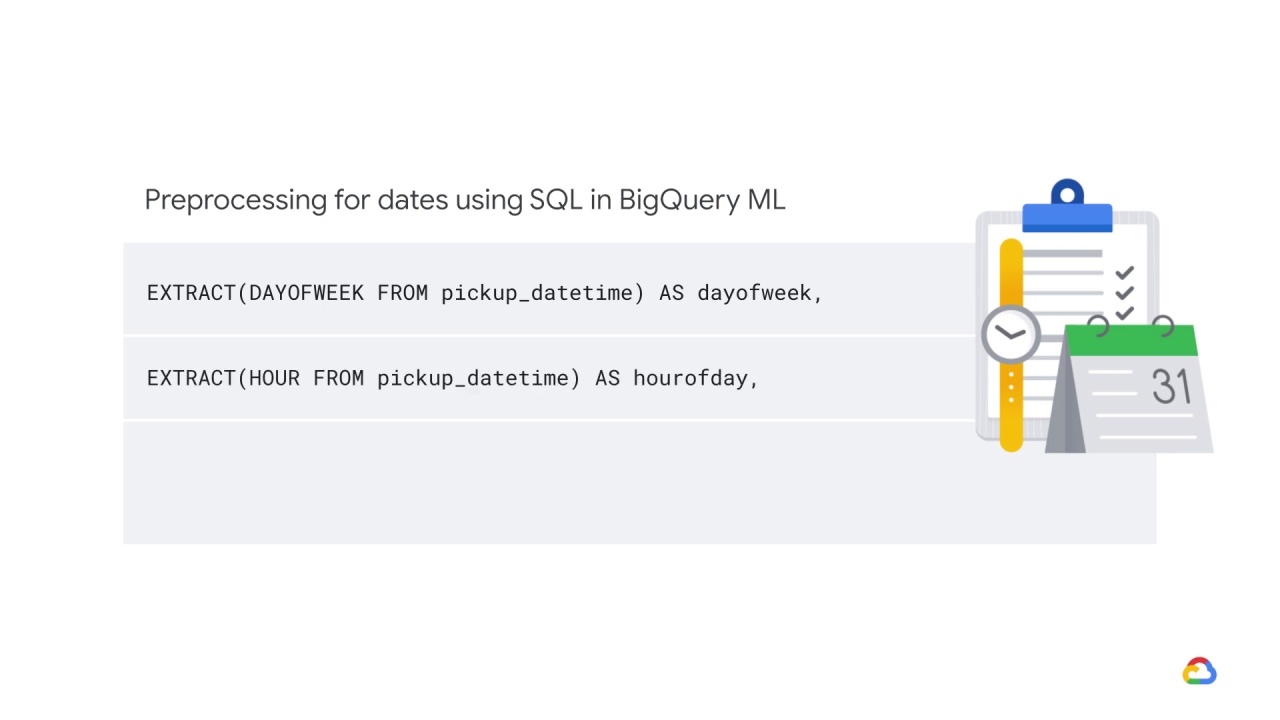 Preprocessing for dates using SQL in BigQuery ML
EXTRACT(DAYOFWEEK FROM pickup_datetime) AS dayofweek,
EXTRACT(HOUR FROM pickup_datetime) AS hourofday,
31